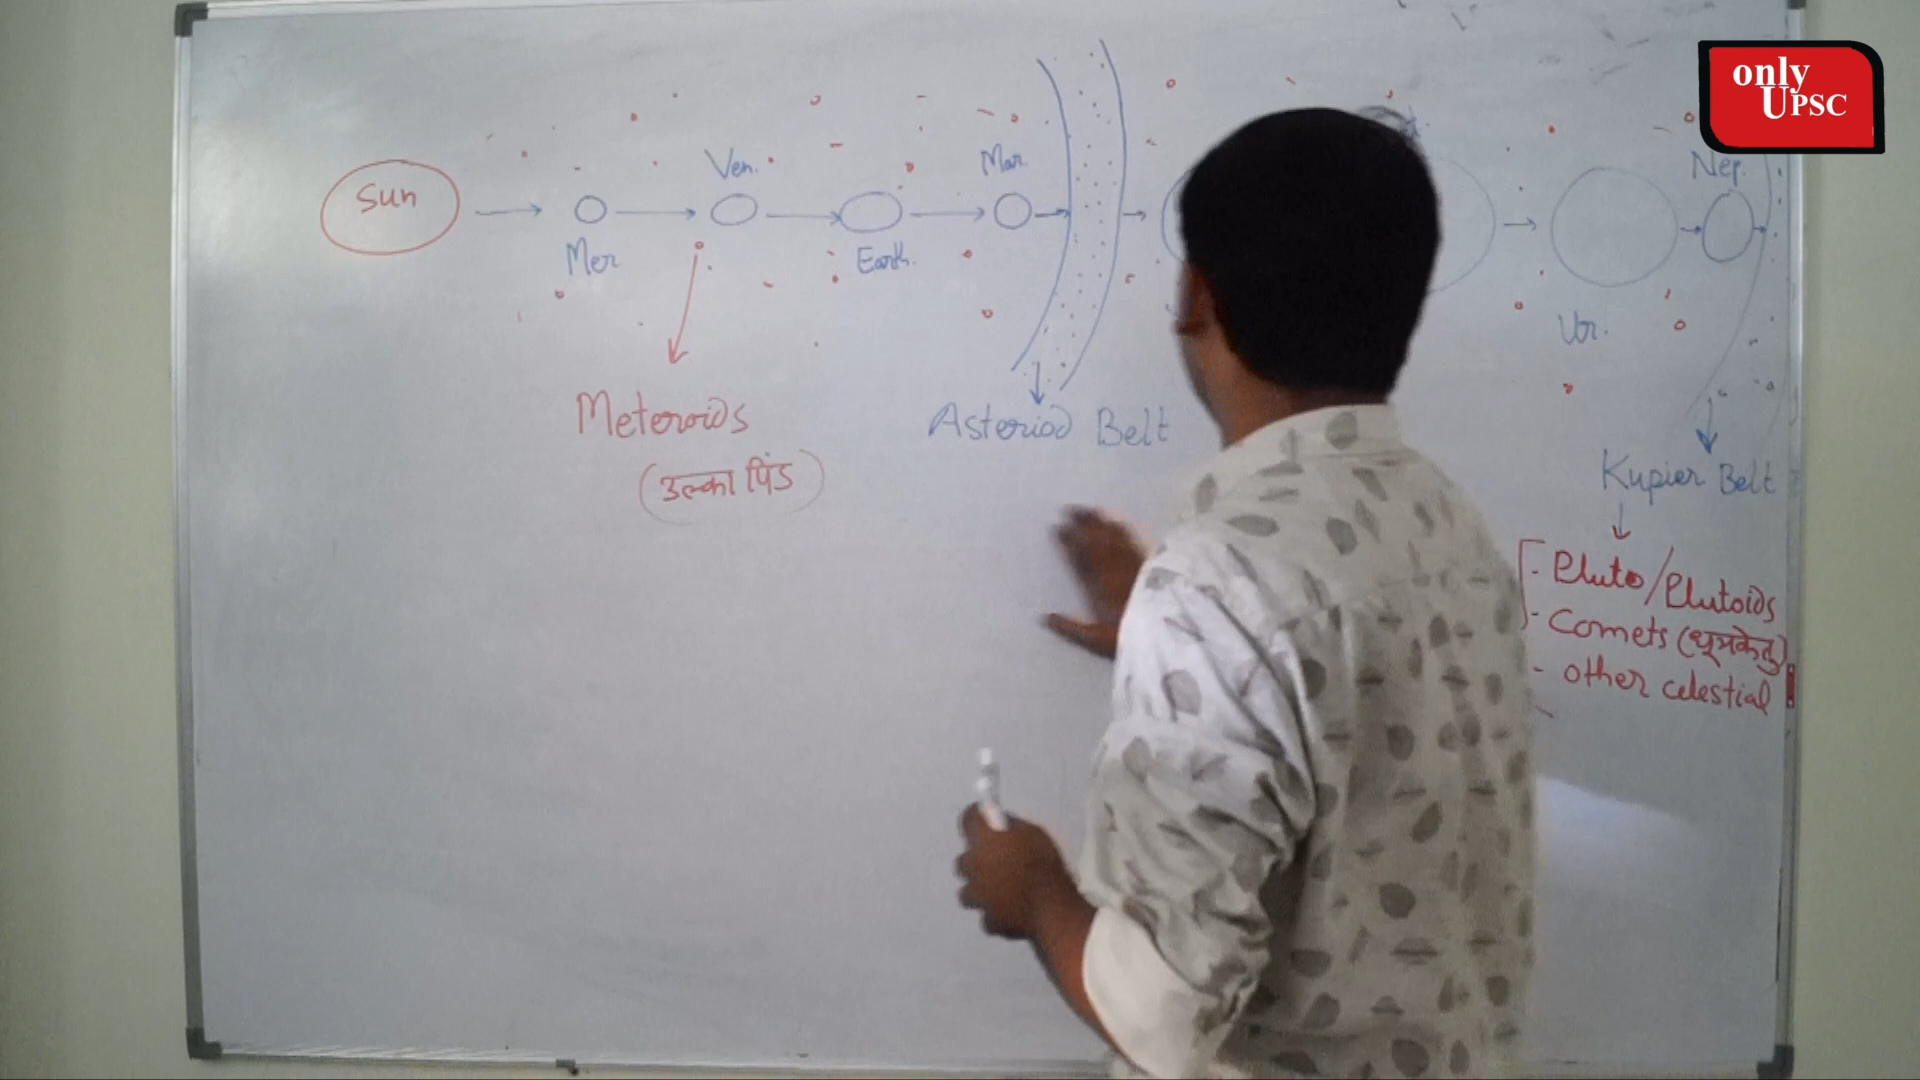 only
UPSC
Sun
Mer
Ven.
Earth.
Mar.
Ur.
Nep.
Meteroids
(उल्का पिंड)
Asteriod Belt
Kupier Belt
- Pluto/Plutoids
- Comets (धूमकेतु)
- other celestial